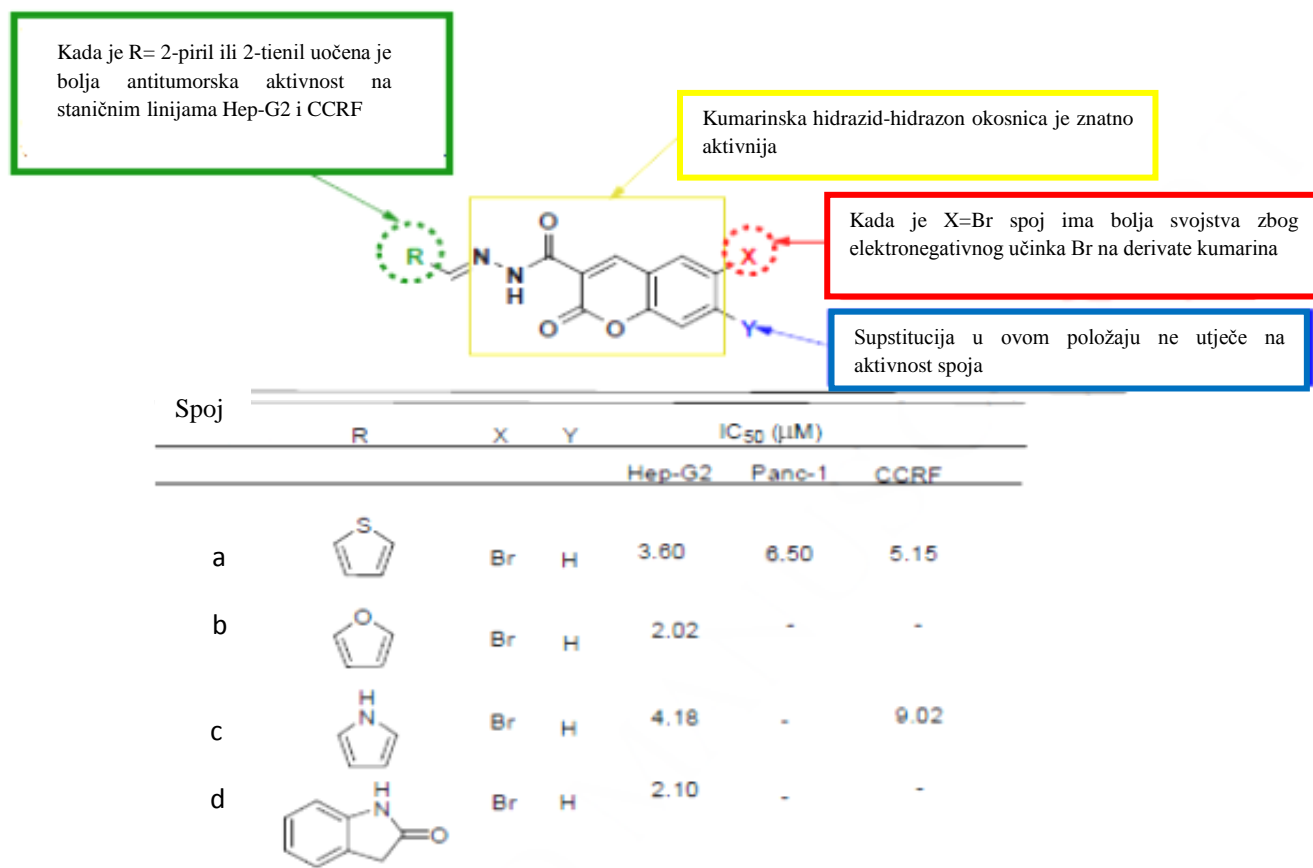 Kada je R= 2-piril ili 2-tienil uočena je
bolja antitumorska aktivnost na
staničnim linijama Hep-G2 i CCRF
Kumarinska hidrazid-hidrazon okosnica je znatno
aktivnija
Kada je X=Br spoj ima bolja svojstva zbog
elektronegativnog učinka Br na derivate kumarina
Supstitucija u ovom položaju ne utječe na
aktivnost spoja
R
N
N
H
O
O
O
X
Y
Spoj
R X Y IC50 (µM)
Hep-G2 Panc-1 CCRF
S
a Br H 3.60 6.50 5.15
O
b Br H 2.02 - -
H
N
c Br H 4.18 - 9.02
H
N
O
d Br H 2.10 - -